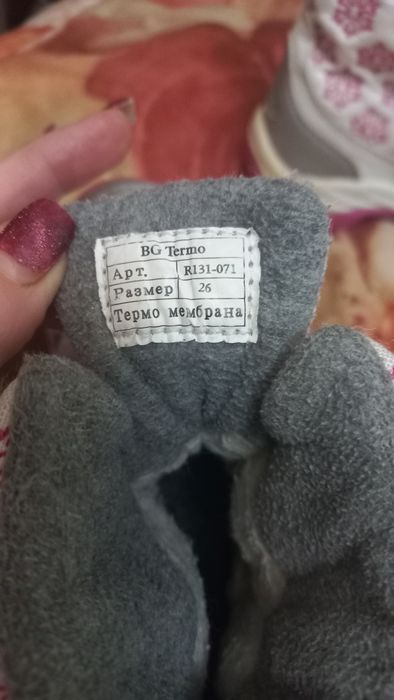 BG Termo
Арт. R131-071
Размер 26
Термо мембрана